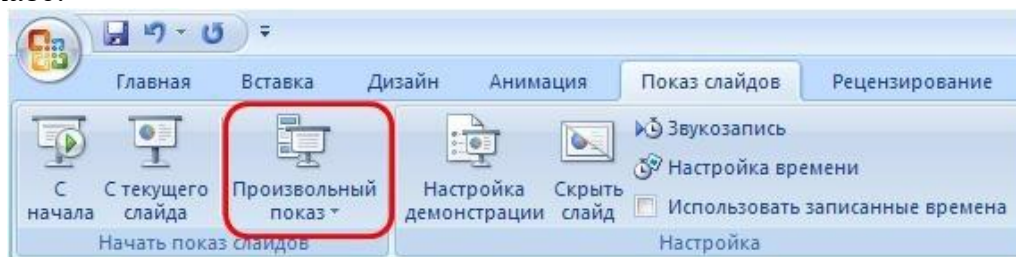 Главная Вставка Дизайн Анимация Показ слайдов Рецензирование
С начала
С текущего слайда
Произвольный показ
Настройка демонстрации
Скрыть слайд
Звукозапись
Настройка времени
Использовать записанные времена
Начать показ слайдов
Настройка